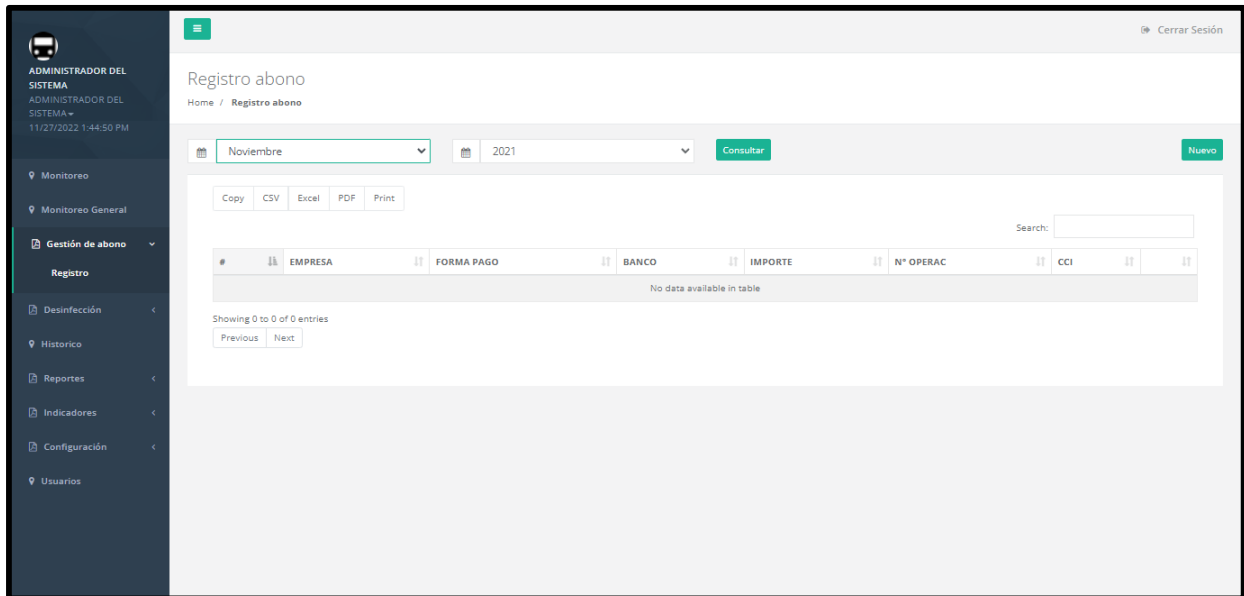 Cerrar Sesión
ADMINISTRADOR DEL
SISTEMA
ADMINISTRADOR DEL
SISTEMA
11/27/2022 1:44:50 PM
Monitoreo
Monitoreo General
Gestión de abono
Registro
Desinfección
Historico
Reportes
Indicadores
Configuración
Usuarios
Registro abono
Home / Registro abono
Noviembre 2021 Consultar Nuevo
Copy CSV Excel PDF Print
Search:
# EMPRESA FORMA PAGO BANCO IMPORTE N° OPERAC CCI
No data available in table
Showing 0 to 0 of 0 entries
Previous Next